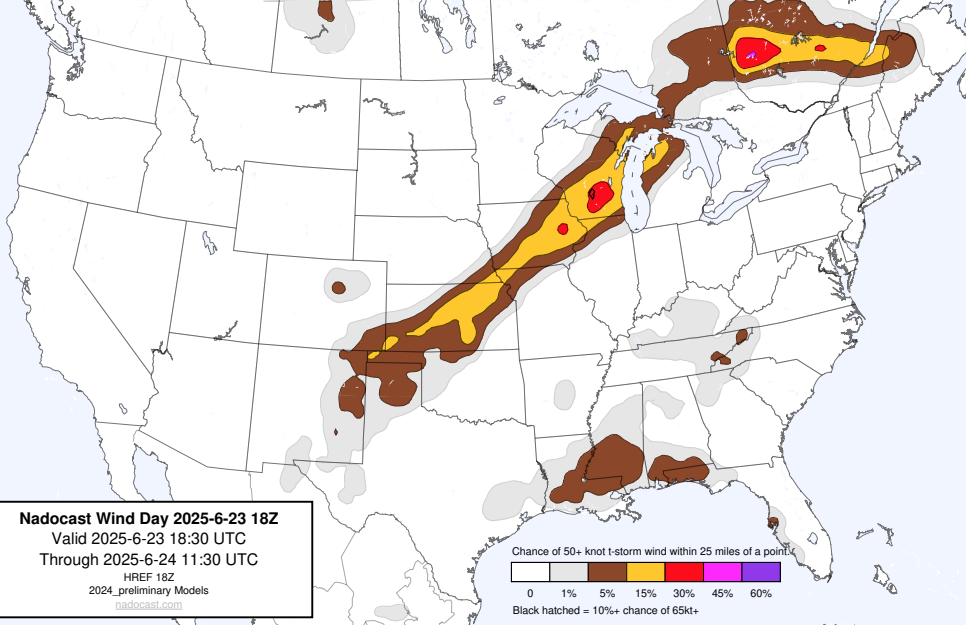 Nadocast Wind Day 2025-6-23 18Z
Valid 2025-6-23 18:30 UTC
Through 2025-6-24 11:30 UTC
HREF 18Z
2024_preliminary Models
nadocast.com
Chance of 50+ knot t-storm wind within 25 miles of a point.
0 1% 5% 15% 30% 45% 60%
Black hatched = 10%+ chance of 65kt+